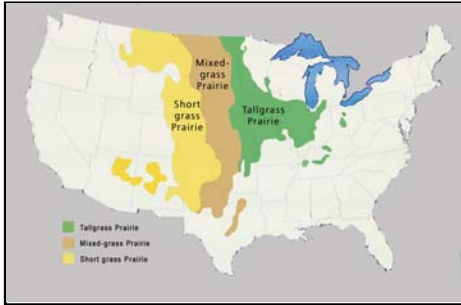 Mixed-
grass
Prairie
Short
grass
Prairie
Tallgrass
Prairie
Tallgrass Prairie
Mixed-grass Prairie
Short grass Prairie